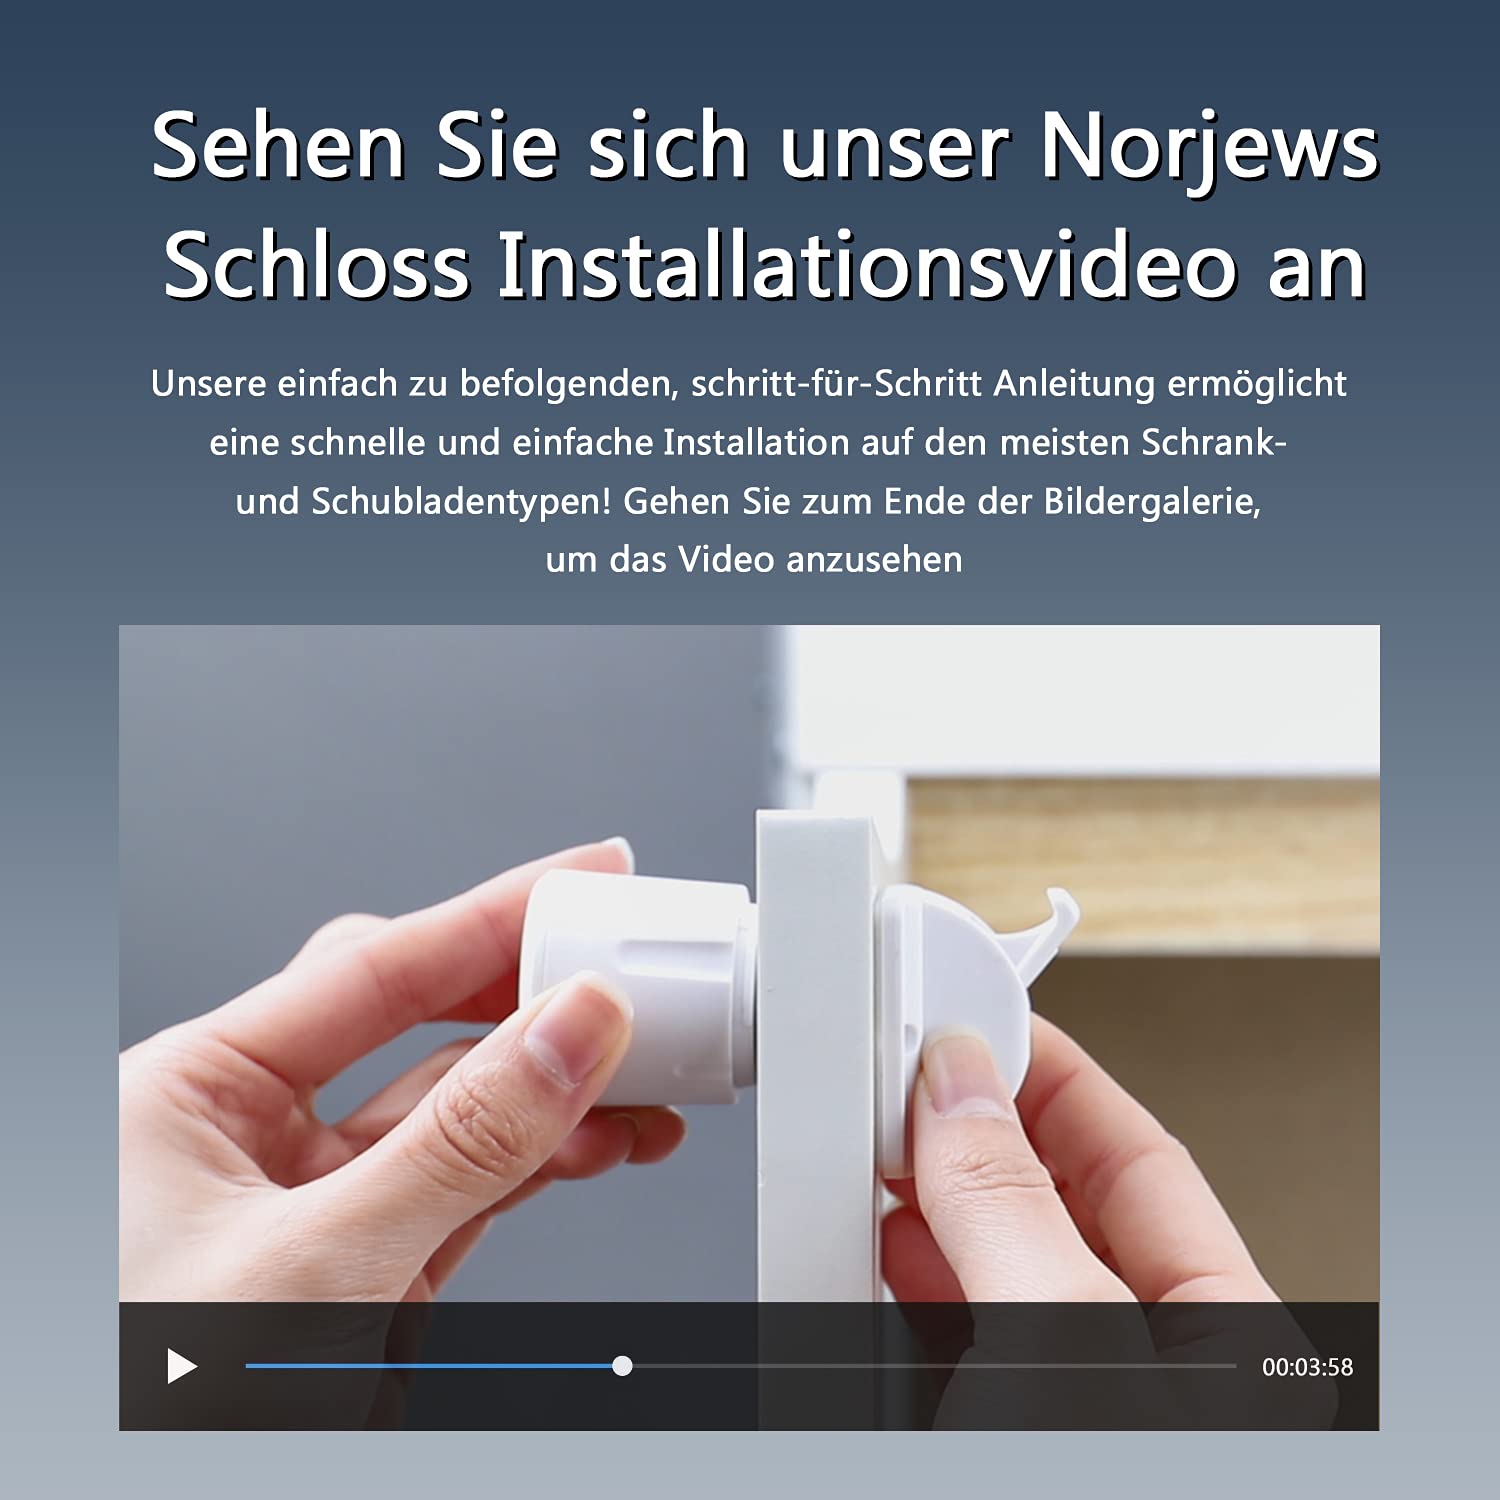 Sehen Sie sich unser Norjews
Schloss Installationsvideo an
Unsere einfach zu befolgenden, schritt-für-Schritt Anleitung ermöglicht
eine schnelle und einfache Installation auf den meisten Schrank-
und Schubladentypen! Gehen Sie zum Ende der Bildergalerie,
um das Video anzusehen
00:03:58